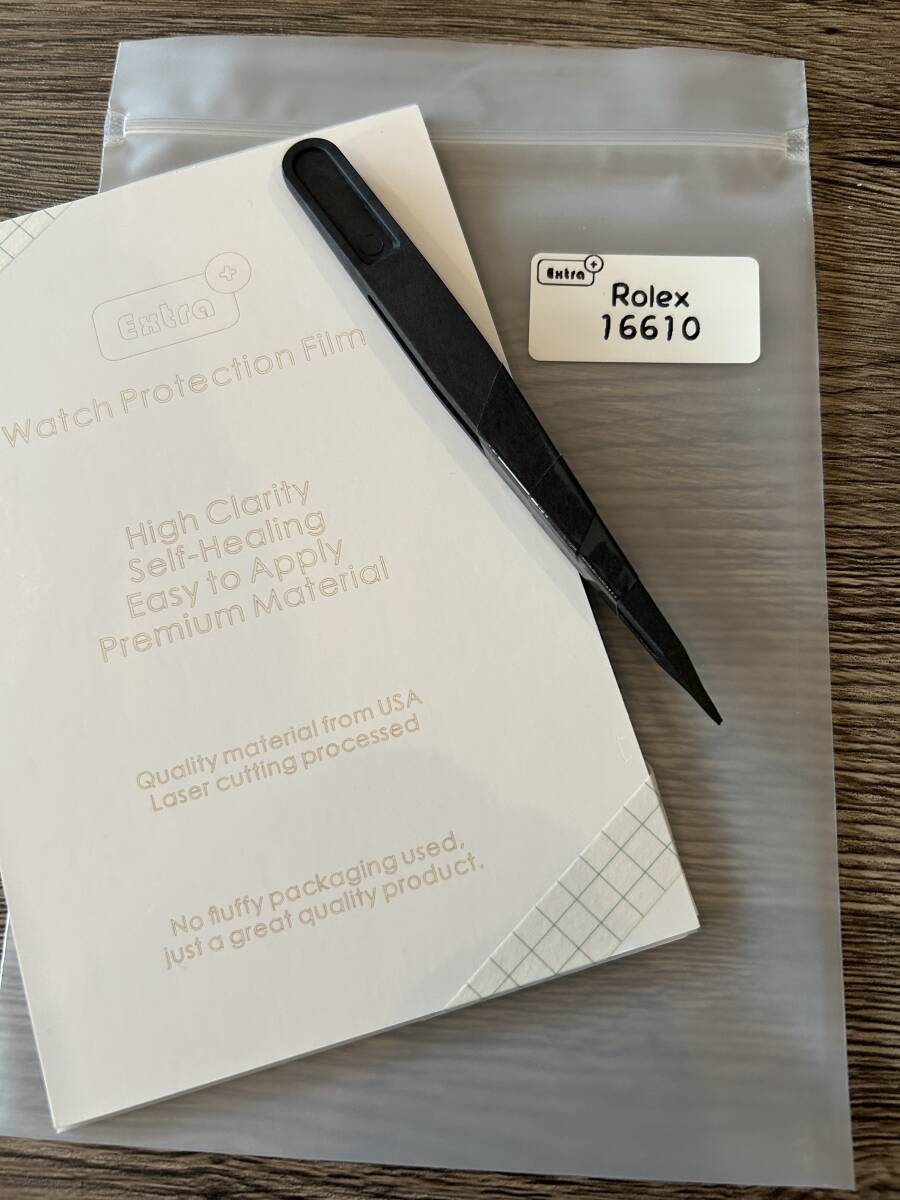 Extra+
Watch Protection Film
High Clarity
Self-Healing
Easy to Apply
Premium Material
Quality material from USA
Laser cutting processed
No fluffy packaging used,
just a great quality product.
Extra+
Rolex
16610